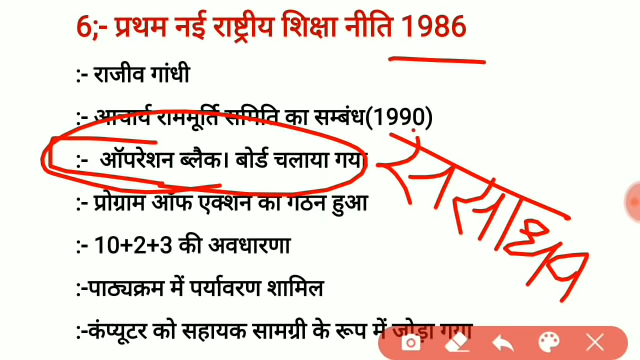 6;- प्रथम नई राष्ट्रीय शिक्षा नीति 1986
:- राजीव गांधी
:- आचार्य राममूर्ति समिति का सम्बंध(1990)
:- ऑपरेशन ब्लैक। बोर्ड चलाया गया
संसाधन
:- प्रोग्राम ऑफ एक्शन का गठन हुआ
:- 10+2+3 की अवधारणा
:-पाठ्यक्रम में पर्यावरण शामिल
:-कंप्यूटर को सहायक सामग्री के रूप में जोड़ा गया